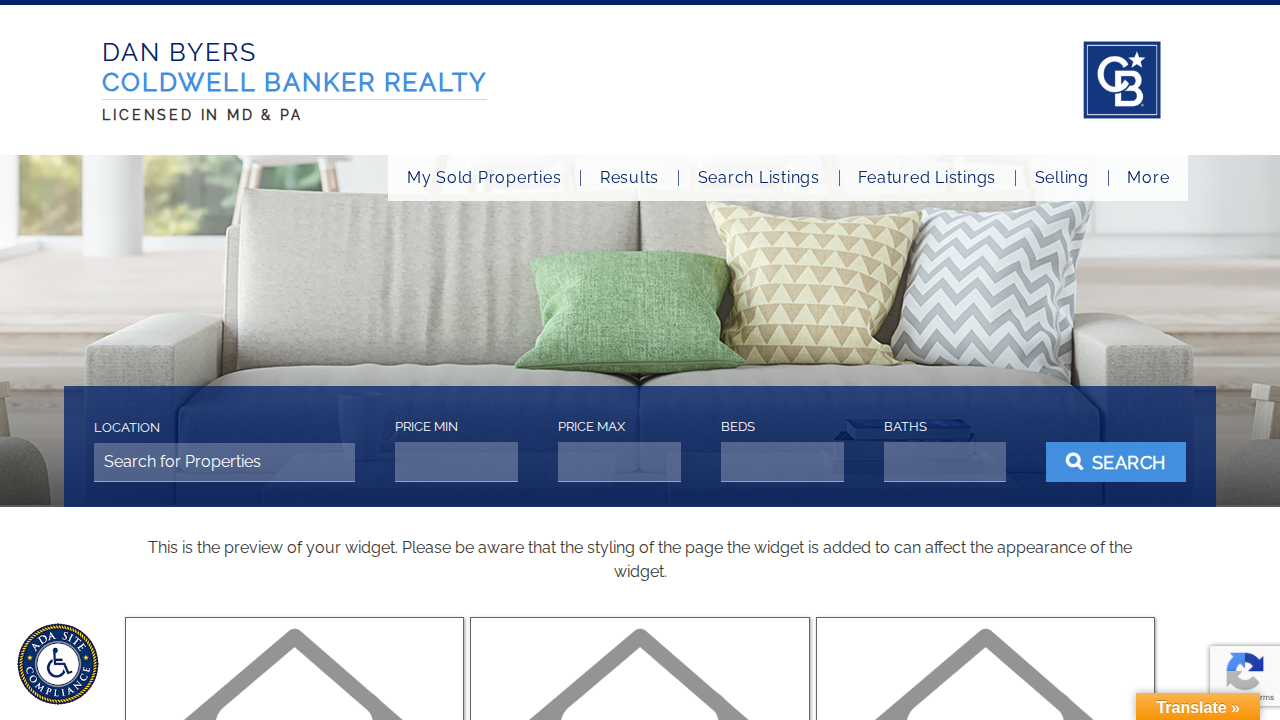 DAN BYERS
COLDWELL BANKER REALTY
LICENSED IN MD & PA
CB
My Sold Properties
Results
Search Listings
Featured Listings
Selling
More
LOCATION
PRICE MIN
PRICE MAX
BEDS
BATHS
Search for Properties
SEARCH
This is the preview of your widget. Please be aware that the styling of the page the widget is added to can affect the appearance of the
widget.
ADA SITE
COMPLIANCE
Translate »